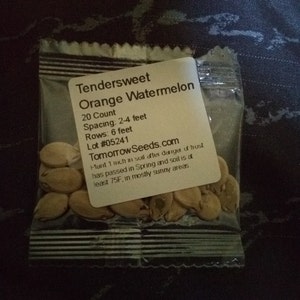 Tendersweet
Orange Watermelon
20 Count
Spacing: 2-4 feet
Rows: 6 feet
Lot #05241
TomorrowSeeds.com
Plant 1 inch in soil after danger of frost
has passed in Spring and soil is at
least 75F, in mostly sunny areas.